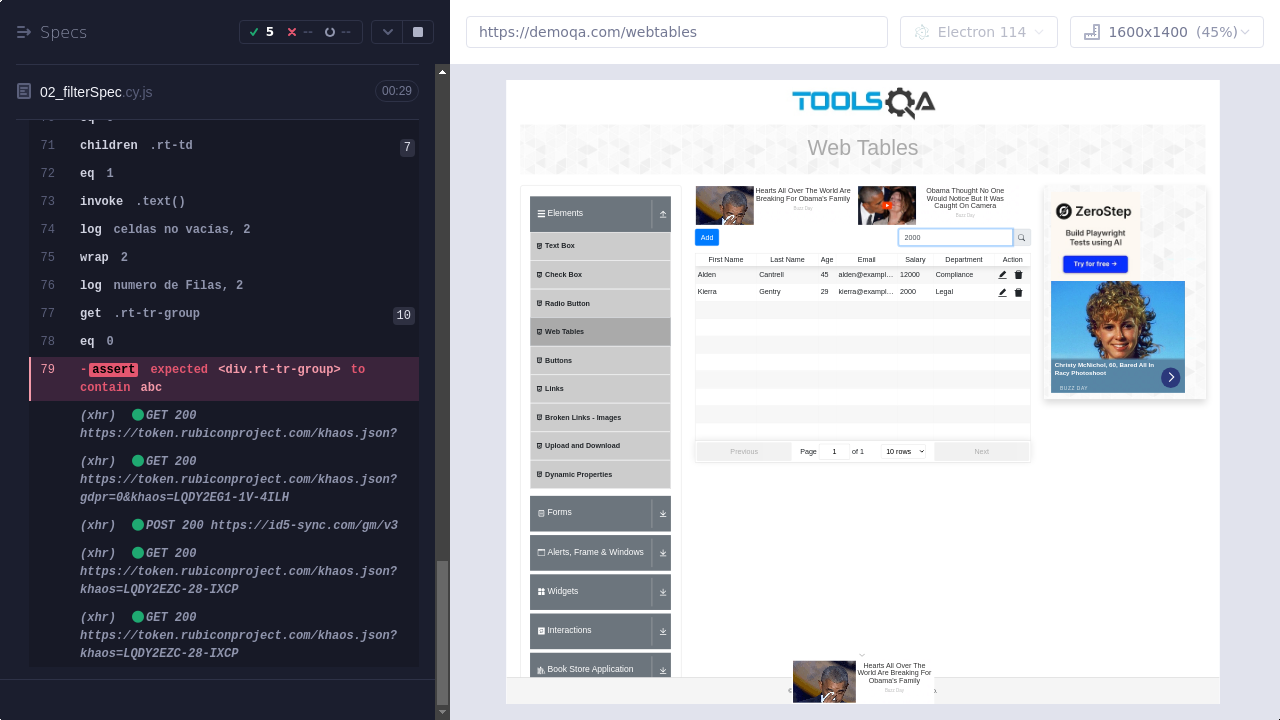 Specs
5
--
--
02_filterSpec.cy.js
00:29
71 children .rt-td 7
72 eq 1
73 invoke .text()
74 log celdas no vacias, 2
75 wrap 2
76 log numero de Filas, 2
77 get .rt-tr-group 10
78 eq 0
79 -assert expected <div.rt-tr-group> to
contain abc
(xhr) GET 200
https://token.rubiconproject.com/khaos.json?
(xhr) GET 200
https://token.rubiconproject.com/khaos.json?
gdpr=0&khaos=LQDY2EG1-1V-4ILH
(xhr) POST 200 https://id5-sync.com/gm/v3
(xhr) GET 200
https://token.rubiconproject.com/khaos.json?
khaos=LQDY2EZC-28-IXCP
(xhr) GET 200
https://token.rubiconproject.com/khaos.json?
khaos=LQDY2EZC-28-IXCP
https://demoqa.com/webtables
Electron 114
1600x1400 (45%)
TOOLSQA
Web Tables
Elements
Text Box
Check Box
Radio Button
Web Tables
Buttons
Links
Broken Links - Images
Upload and Download
Dynamic Properties
Forms
Alerts, Frame & Windows
Widgets
Interactions
Book Store Application
Hearts All Over The World Are
Breaking For Obama's Family
Buzz Day
Obama Thought No One
Would Notice But It Was
Caught On Camera
Buzz Day
Add
2000
First Name Last Name Age Email Salary Department Action
Alden Cantrell 45 alden@exampl... 12000 Compliance
Kierra Gentry 29 kierra@exampl... 2000 Legal
Previous
Page 1 of 1
10 rows
Next
ZeroStep
Build Playwright
Tests using AI
Try for free →
Christy McNichol, 60, Bared All In
Racy Photoshoot
BUZZ DAY
Hearts All Over The
World Are Breaking For
Obama's Family
Buzz Day